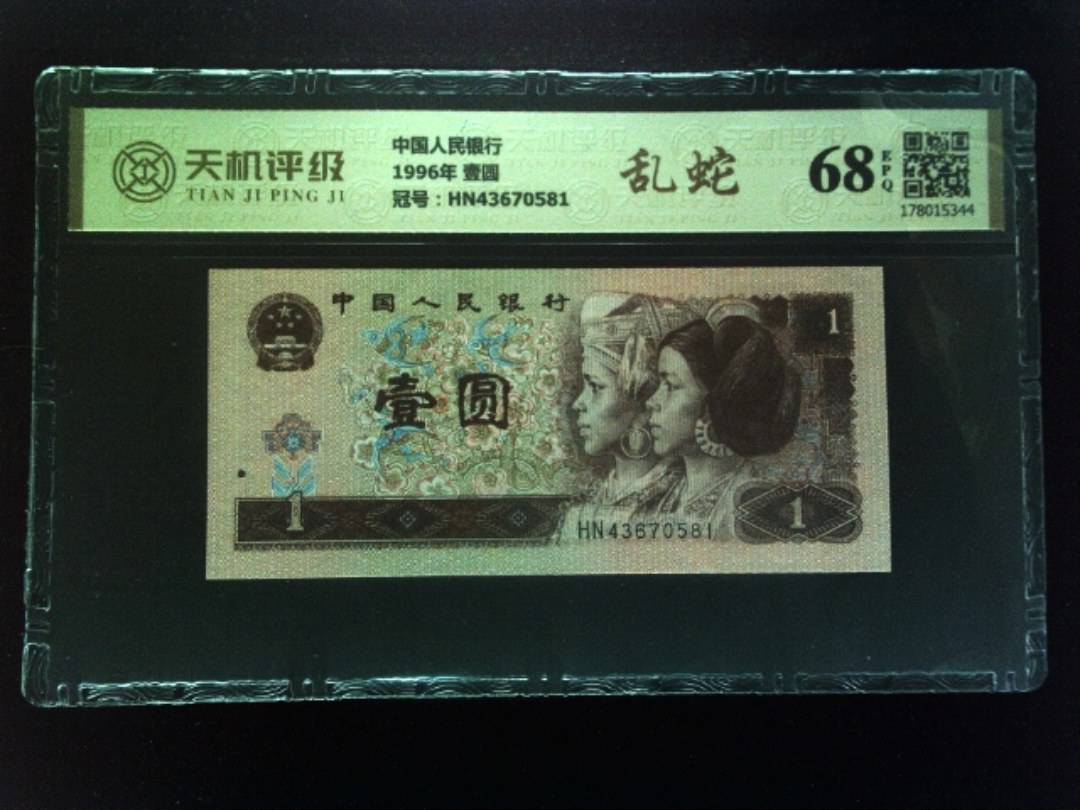 天机评级
TIAN JI PING JI
中国人民银行
1996年 壹圆
冠号：HN43670581
乱蛇
68
EPQ
178015344
中国人民银行
1
壹圆
1
HN43670581
1